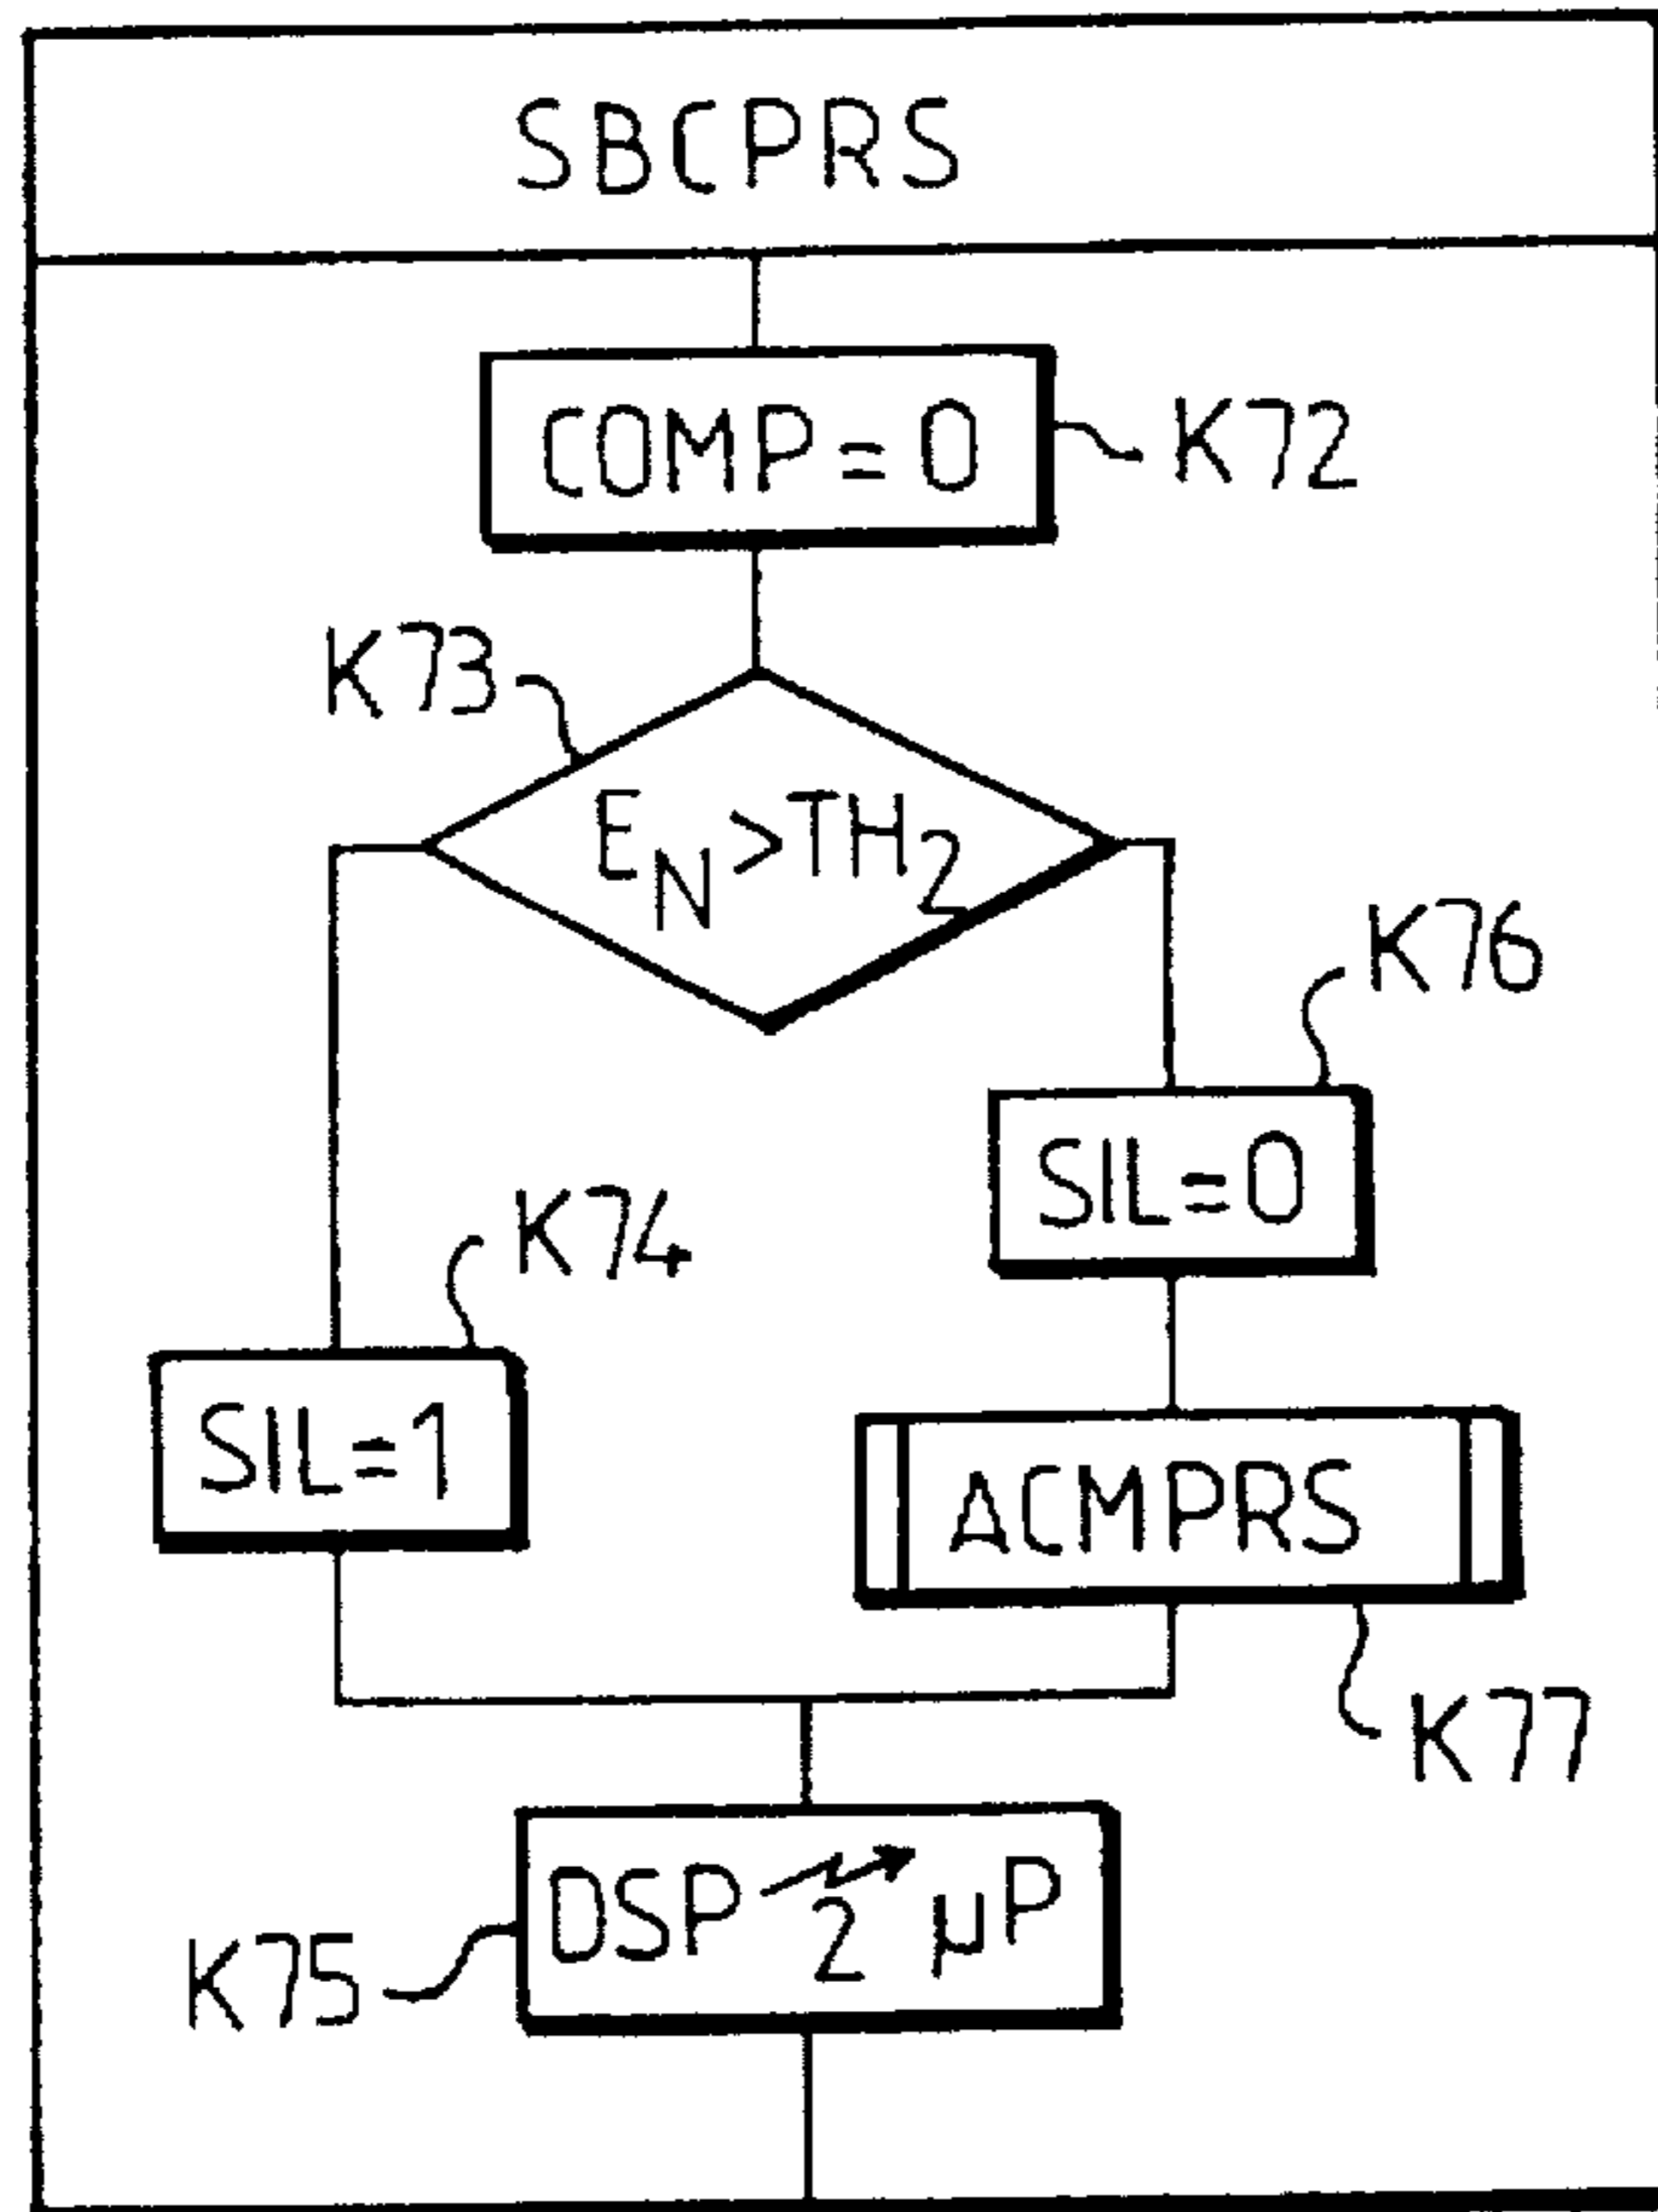 SBCPRS
COMP=0
K72
K73
EN>TH2
K76
SIL=0
K74
SIL=1
ACMPRS
K77
DSP 2 µP
K75